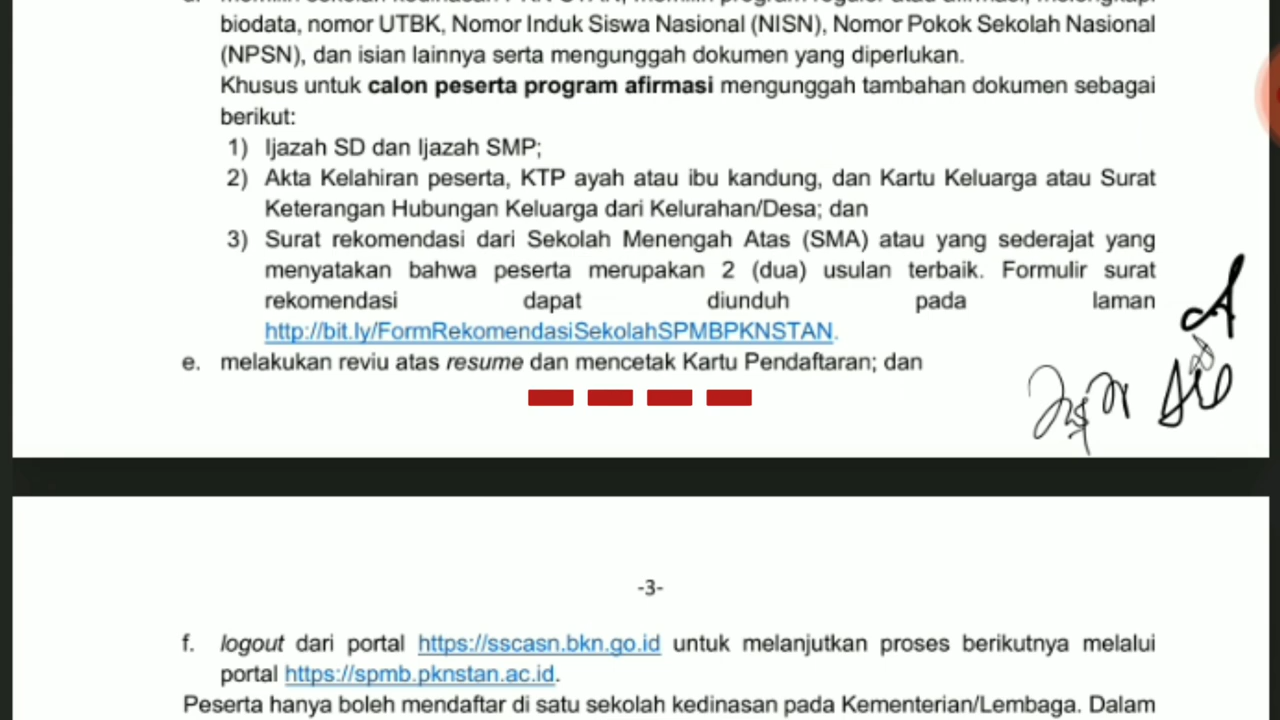 biodata, nomor UTBK, Nomor Induk Siswa Nasional (NISN), Nomor Pokok Sekolah Nasional
(NPSN), dan isian lainnya serta mengunggah dokumen yang diperlukan.
Khusus untuk calon peserta program afirmasi mengunggah tambahan dokumen sebagai
berikut:
1) Ijazah SD dan Ijazah SMP;
2) Akta Kelahiran peserta, KTP ayah atau ibu kandung, dan Kartu Keluarga atau Surat
Keterangan Hubungan Keluarga dari Kelurahan/Desa; dan
3) Surat rekomendasi dari Sekolah Menengah Atas (SMA) atau yang sederajat yang
menyatakan bahwa peserta merupakan 2 (dua) usulan terbaik. Formulir surat
rekomendasi dapat diunduh pada laman
http://bit.ly/FormRekomendasiSekolahSPMBPKNSTAN.
e. melakukan reviu atas resume dan mencetak Kartu Pendaftaran; dan
-3-
f. logout dari portal https://sscasn.bkn.go.id untuk melanjutkan proses berikutnya melalui
portal https://spmb.pknstan.ac.id.
Peserta hanya boleh mendaftar di satu sekolah kedinasan pada Kementerian/Lembaga. Dalam